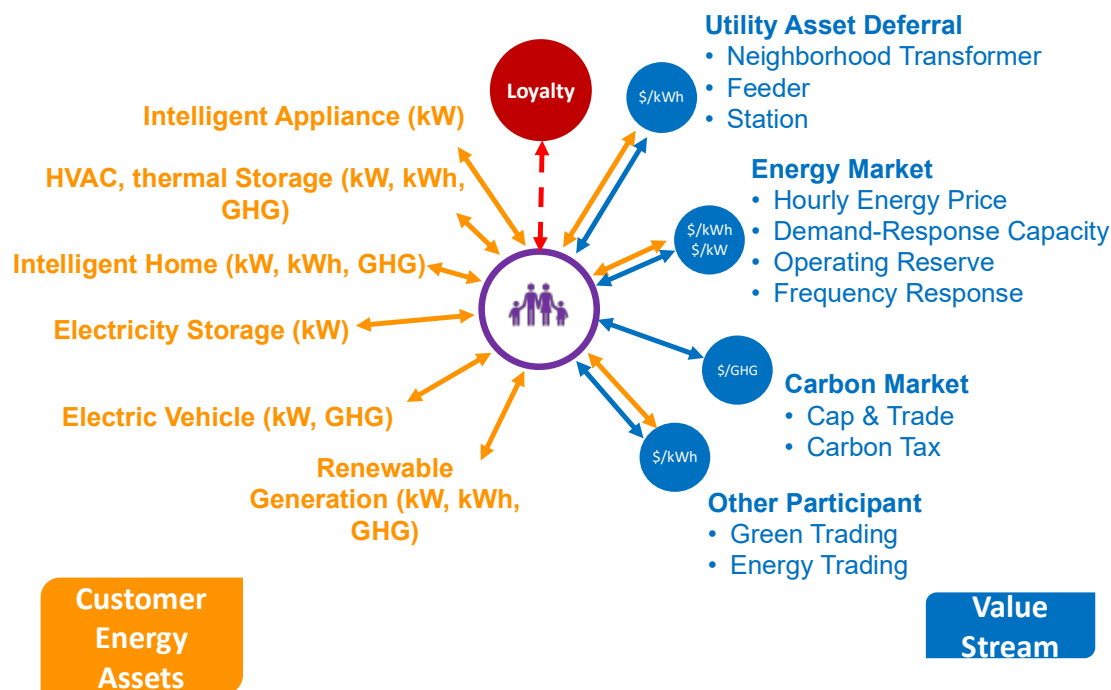 Loyalty
Intelligent Appliance (kW)
HVAC, thermal Storage (kW, kWh,
GHG)
Intelligent Home (kW, kWh, GHG)
Electricity Storage (kW)
Electric Vehicle (kW, GHG)
Renewable
Generation (kW, kWh,
GHG)
Customer
Energy
Assets
$/kWh
Utility Asset Deferral
• Neighborhood Transformer
• Feeder
• Station
$/kWh
$/kW
Energy Market
• Hourly Energy Price
• Demand-Response Capacity
• Operating Reserve
• Frequency Response
$/GHG
Carbon Market
• Cap & Trade
• Carbon Tax
$/kWh
Other Participant
• Green Trading
• Energy Trading
Value
Stream